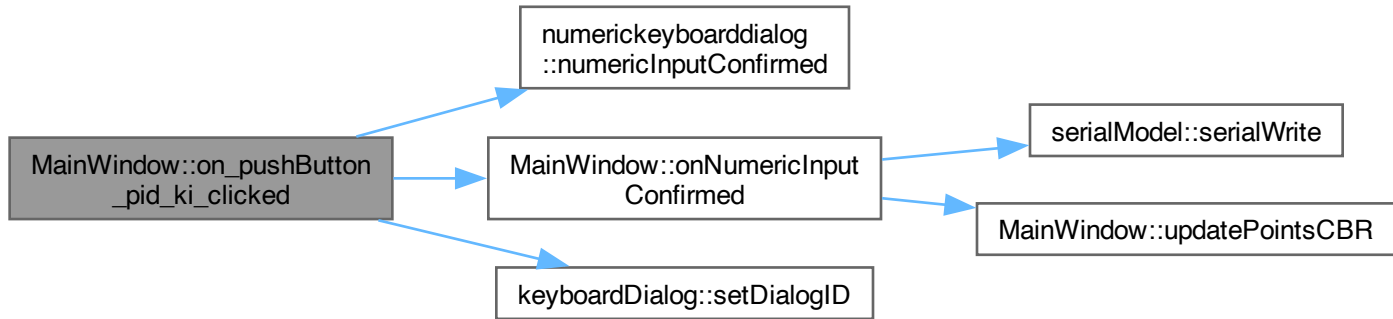 numerickeyboarddialog
::numericInputConfirmed
MainWindow::on_pushButton
_pid_ki_clicked
MainWindow::onNumericInput
Confirmed
serialModel::serialWrite
MainWindow::updatePointsCBR
keyboardDialog::setDialogID